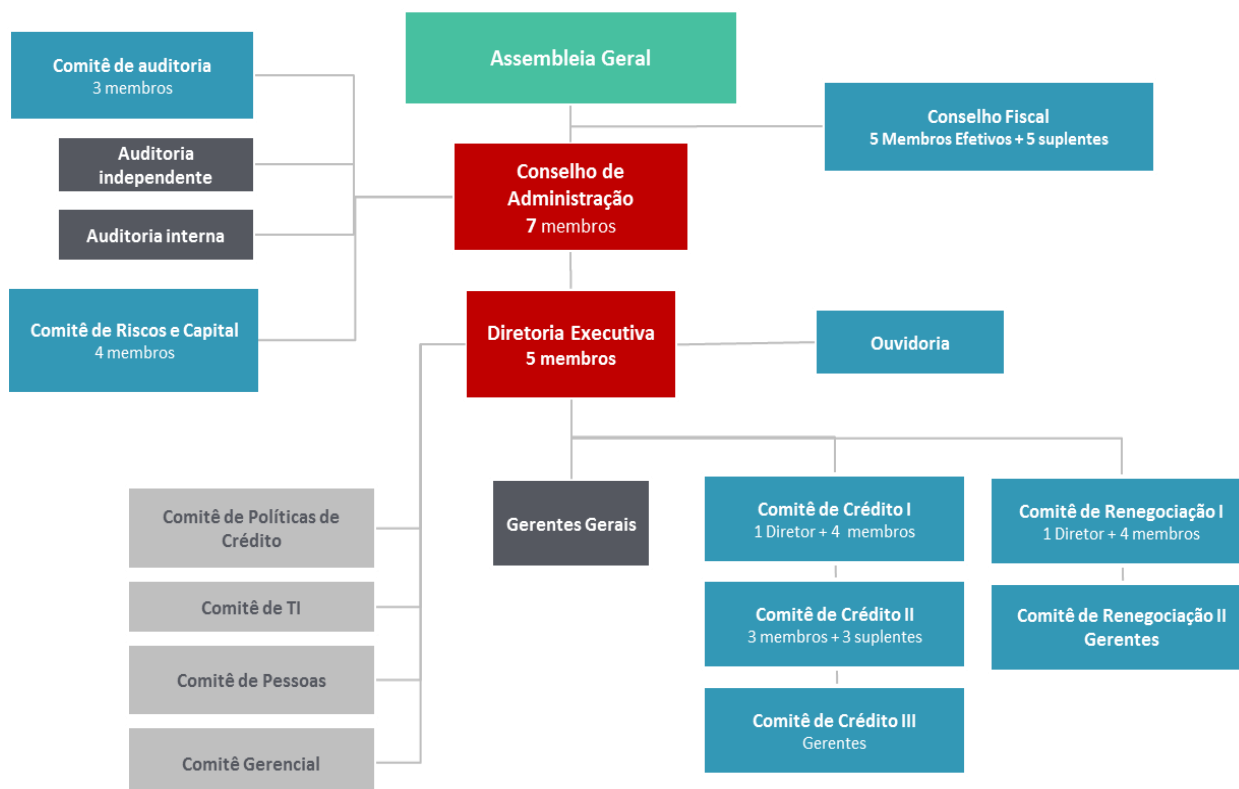 Assembleia Geral
Comitê de auditoria
3 membros
Conselho Fiscal
5 Membros Efetivos + 5 suplentes
Auditoria
independente
Conselho de
Administração
7 membros
Auditoria interna
Comitê de Riscos e Capital
4 membros
Diretoria Executiva
5 membros
Ouvidoria
Comitê de Políticas de
Crédito
Gerentes Gerais
Comitê de Crédito I
1 Diretor + 4 membros
Comitê de Renegociação I
1 Diretor + 4 membros
Comitê de TI
Comitê de Crédito II
3 membros + 3 suplentes
Comitê de Renegociação II
Gerentes
Comitê de Pessoas
Comitê de Crédito III
Gerentes
Comitê Gerencial